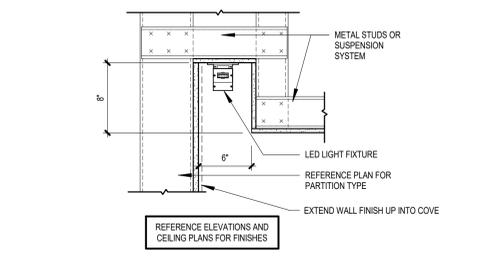 METAL STUDS OR
SUSPENSION
SYSTEM
8"
6"
LED LIGHT FIXTURE
REFERENCE PLAN FOR
PARTITION TYPE
EXTEND WALL FINISH UP INTO COVE
REFERENCE ELEVATIONS AND
CEILING PLANS FOR FINISHES